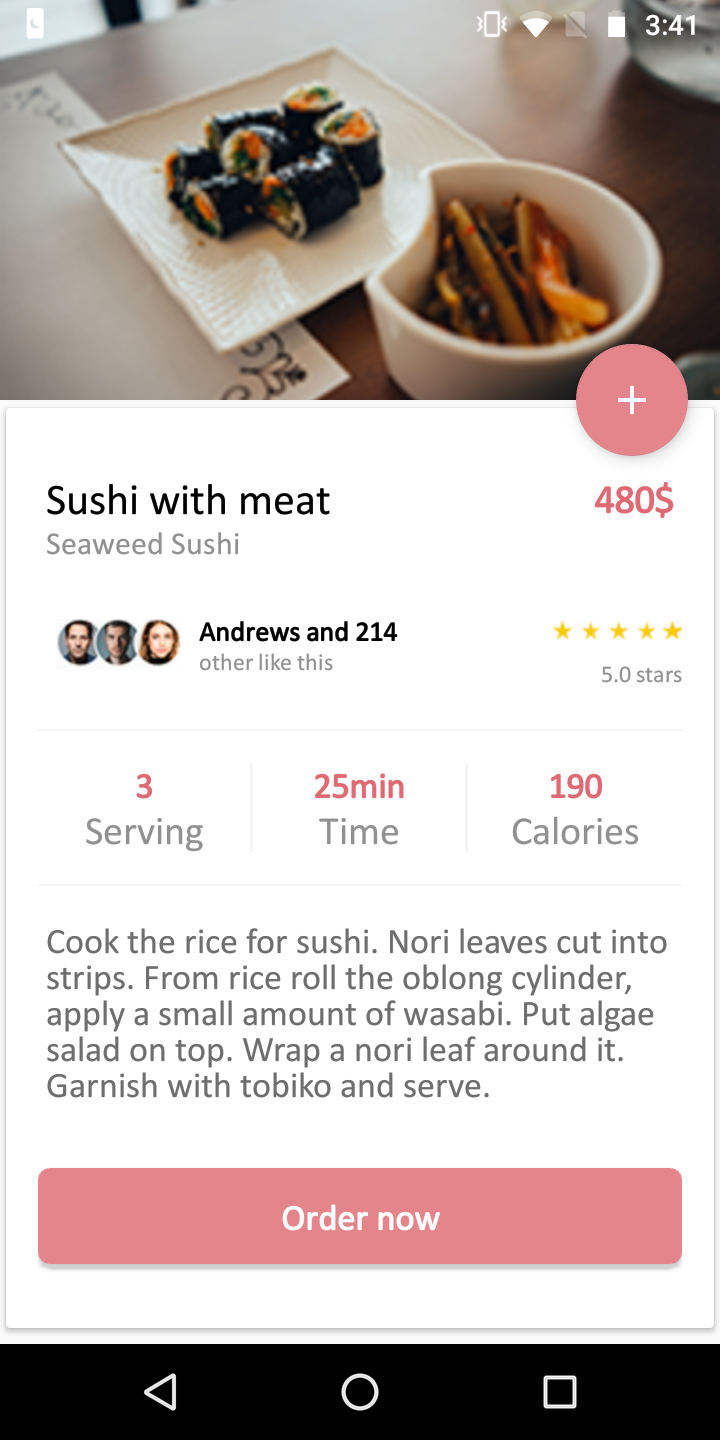 3:41
Sushi with meat
480$
Seaweed Sushi
Andrews and 214
other like this
5.0 stars
3
Serving
25min
Time
190
Calories
Cook the rice for sushi. Nori leaves cut into
strips. From rice roll the oblong cylinder,
apply a small amount of wasabi. Put algae
salad on top. Wrap a nori leaf around it.
Garnish with tobiko and serve.
Order now